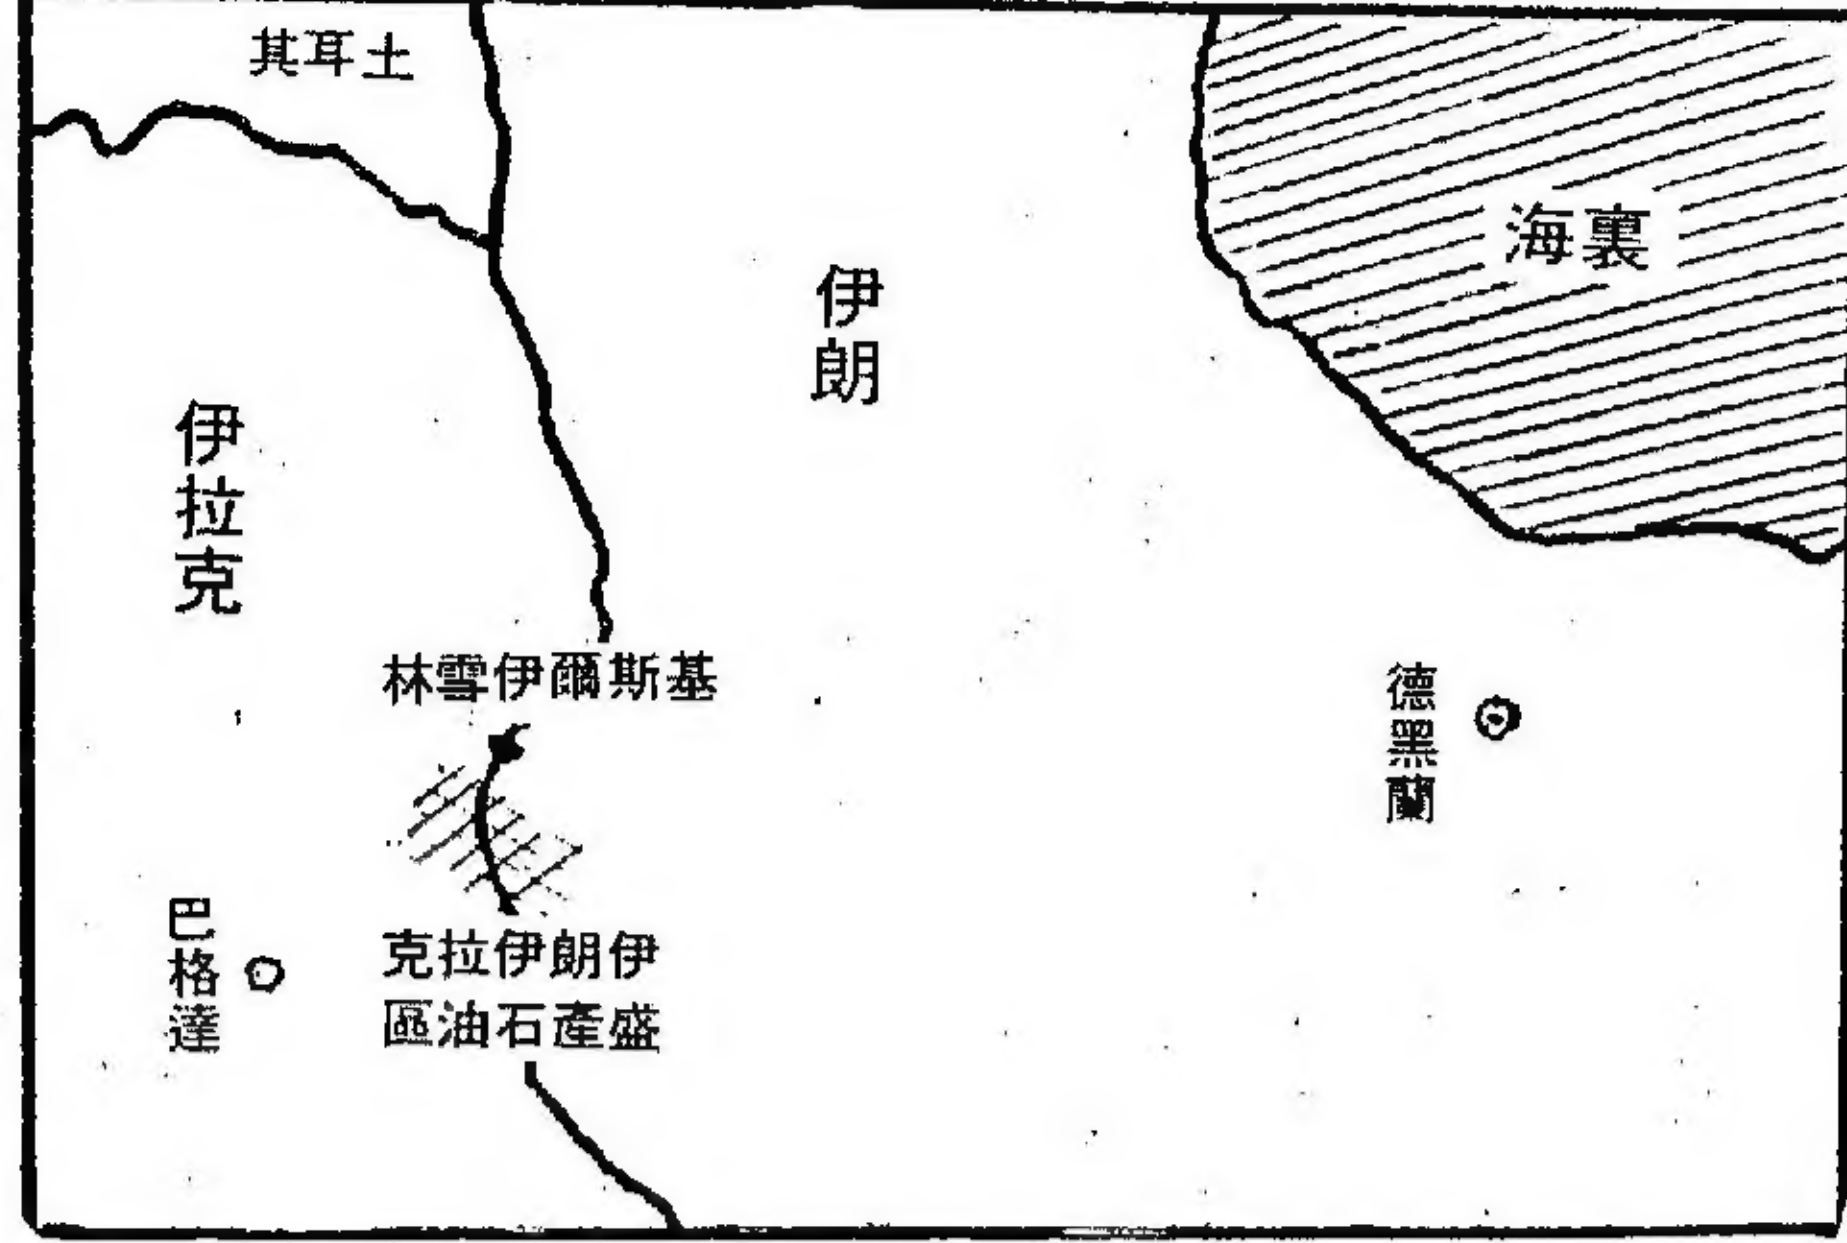 土耳其
裏海
伊朗
伊拉克
基斯爾伊雪林
德黑蘭
巴格達
伊朗伊拉克
盛產石油區